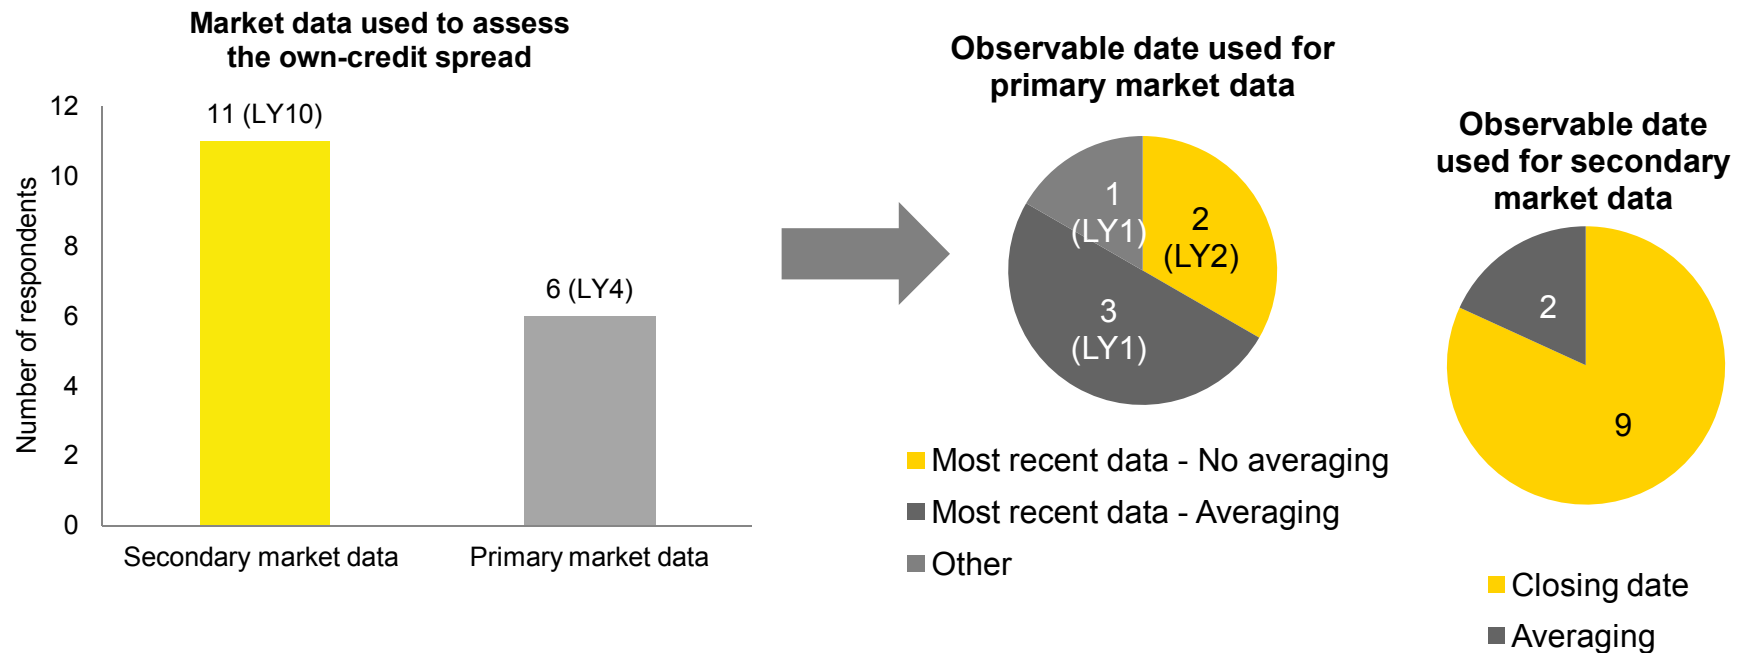 Market data used to assess
the own-credit spread
Number of respondents
12
10
8
6
4
2
0
11 (LY10)
6 (LY4)
Secondary market data
Primary market data
Observable date used for
primary market data
1
(LY1)
2
(LY2)
3
(LY1)
Most recent data - No averaging
Most recent data - Averaging
Other
Observable date
used for secondary
market data
2
9
Closing date
Averaging